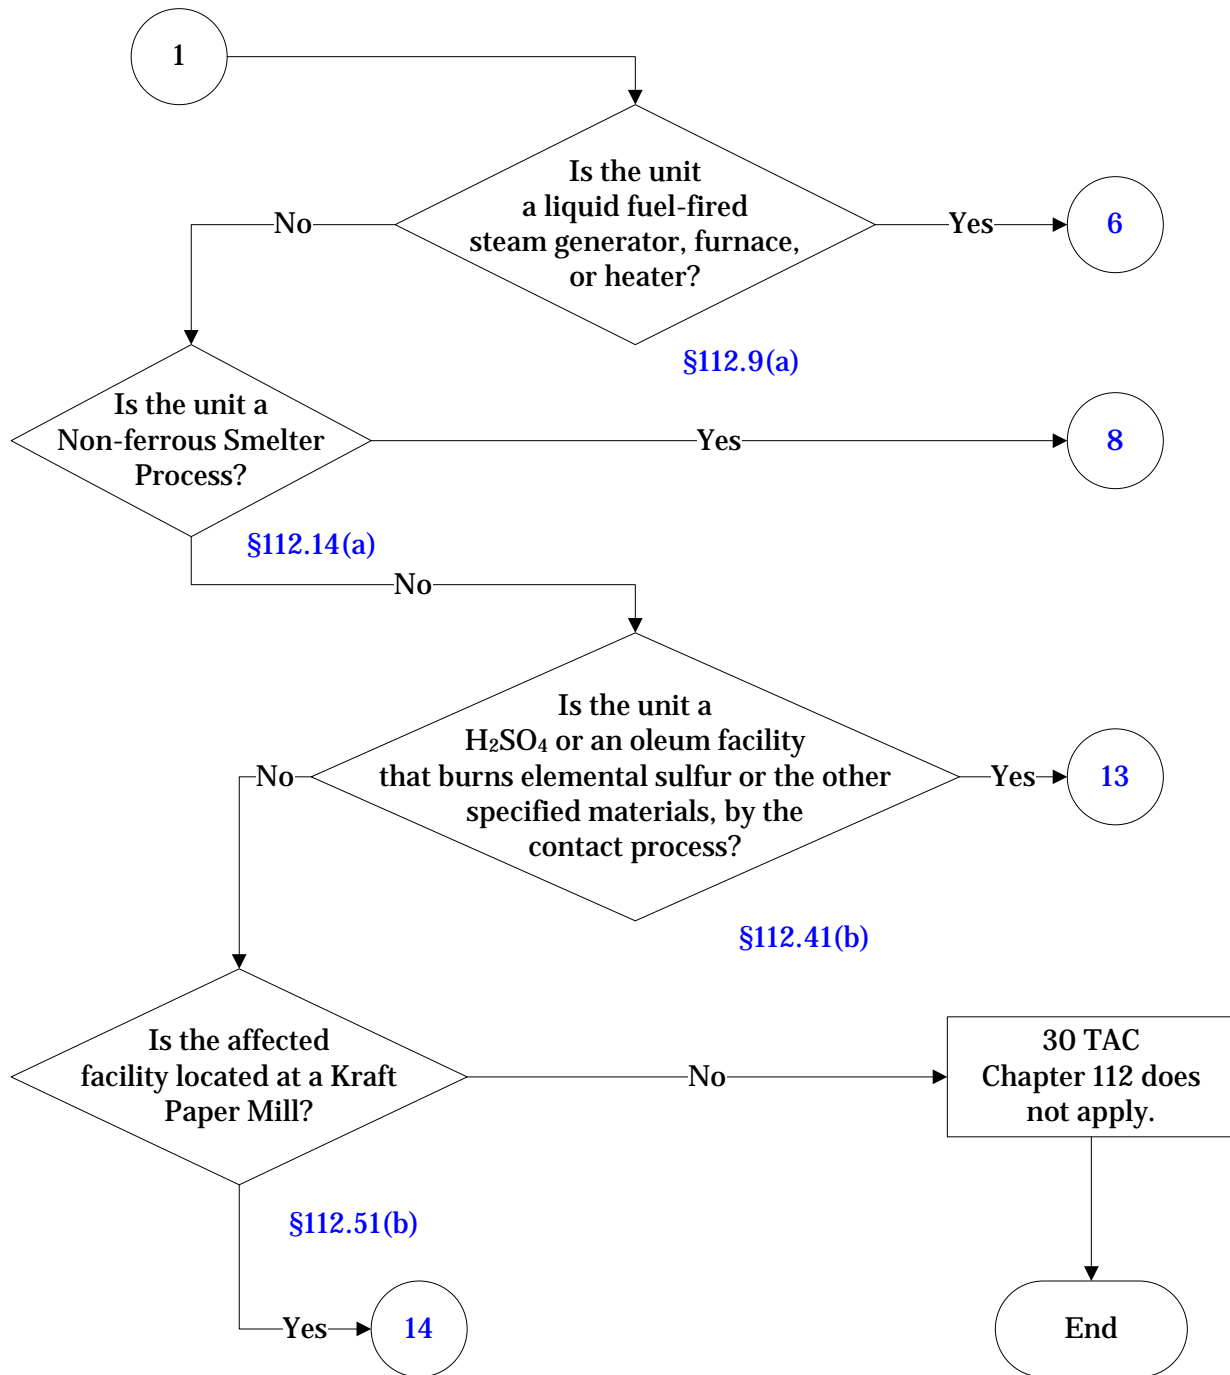 1
Is the unit
a liquid fuel-fired
steam generator, furnace,
or heater?
No
Yes
6
§112.9(a)
Is the unit a
Non-ferrous Smelter
Process?
Yes
8
§112.14(a)
No
Is the unit a
H₂SO₄ or an oleum facility
that burns elemental sulfur or the other
specified materials, by the
contact process?
No
Yes
13
§112.41(b)
Is the affected
facility located at a Kraft
Paper Mill?
No
30 TAC
Chapter 112 does
not apply.
§112.51(b)
Yes
14
End